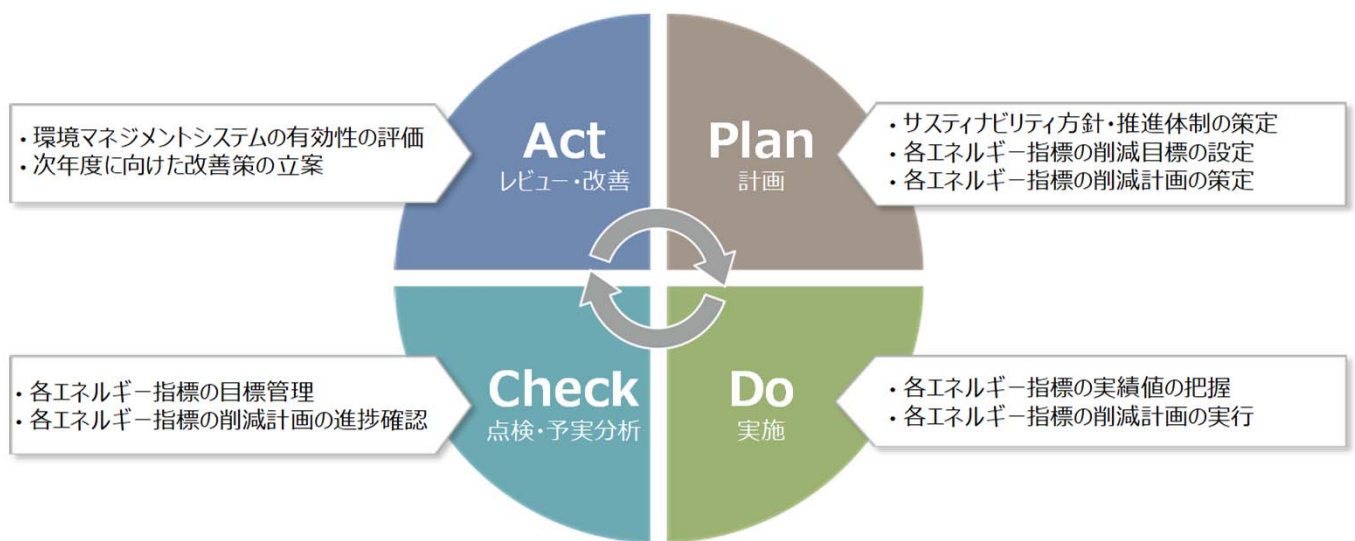 Act
レビュー・改善
・環境マネジメントシステムの有効性の評価
・次年度に向けた改善策の立案
Plan
計画
・サスティナビリティ方針・推進体制の策定
・各エネルギー指標の削減目標の設定
・各エネルギー指標の削減計画の策定
Check
点検・予実分析
・各エネルギー指標の目標管理
・各エネルギー指標の削減計画の進捗確認
Do
実施
・各エネルギー指標の実績値の把握
・各エネルギー指標の削減計画の実行